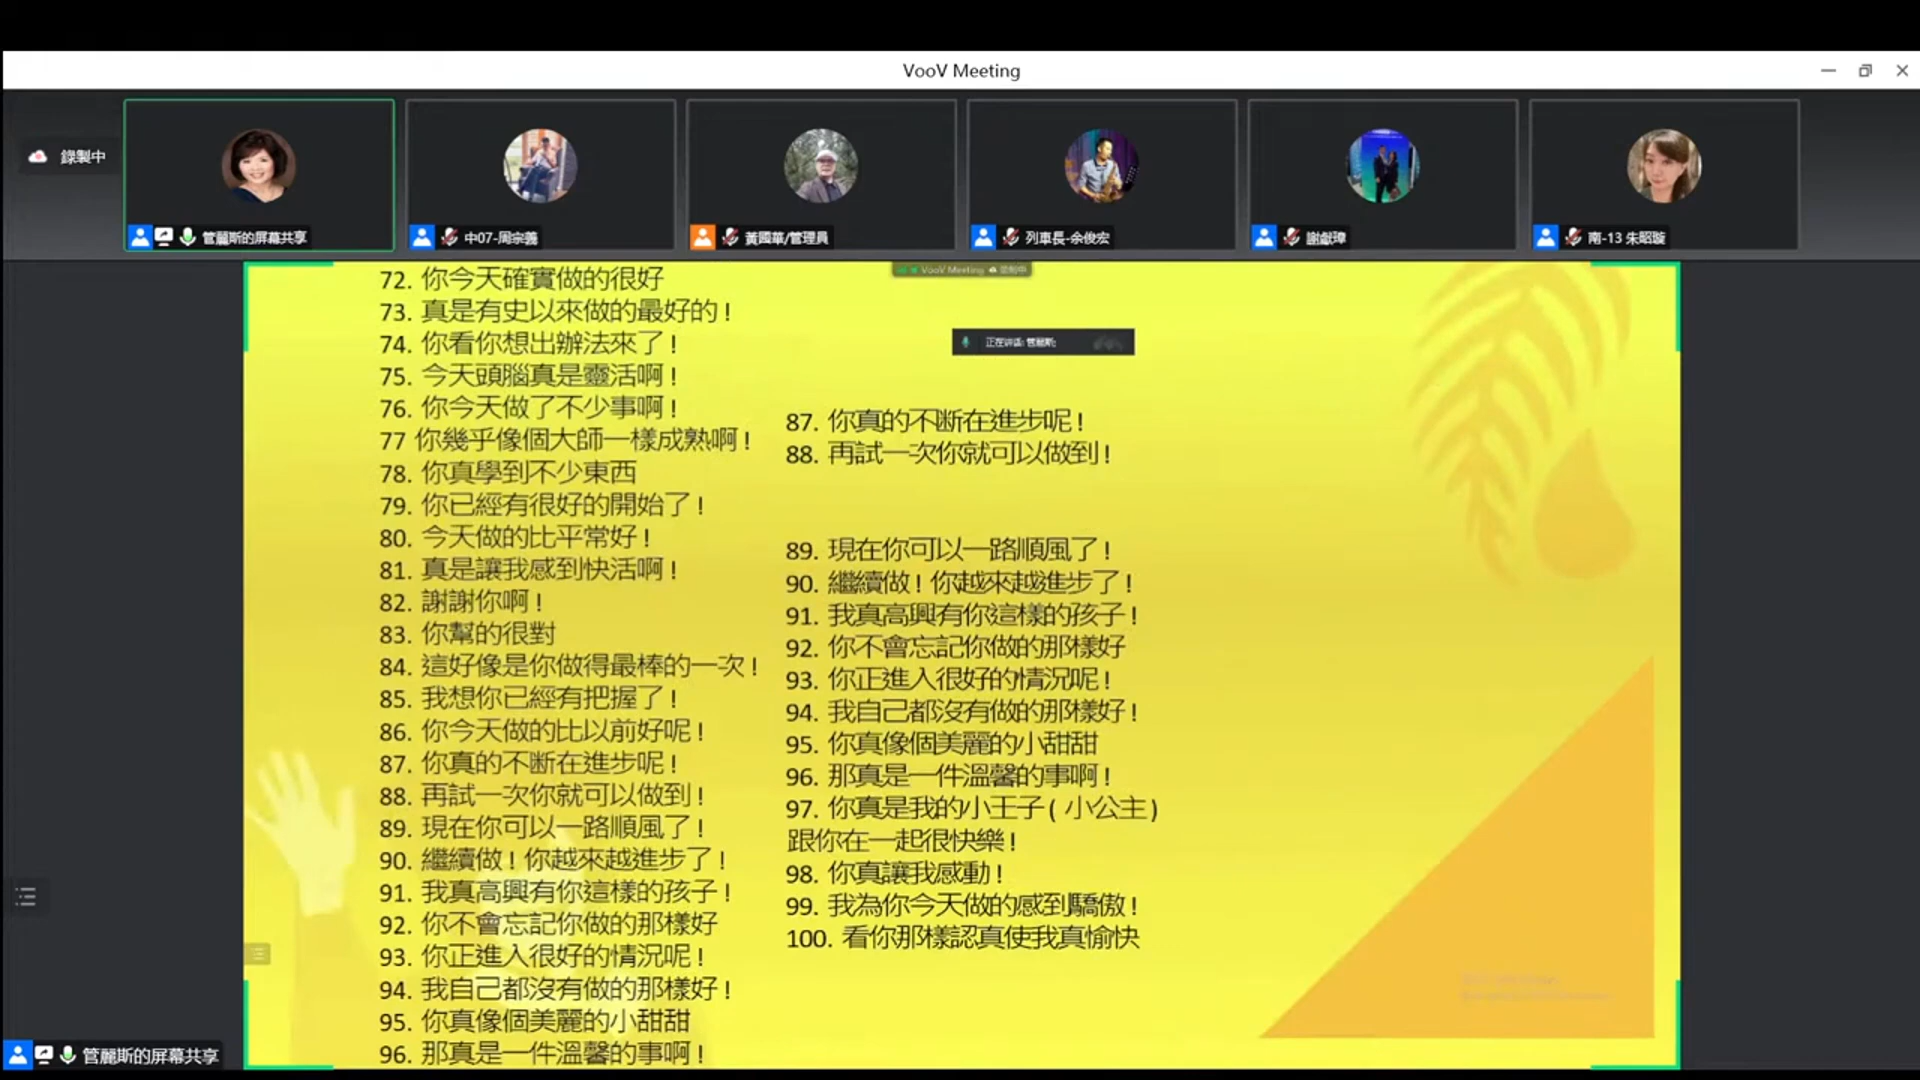 VooV Meeting
錄製中
管麗斯的屏幕共享
中07-周宗義
黃國華/管理員
列車長-余俊宏
謝獻璋
南-13 朱昭璇
VooV Meeting 錄製中
正在讲话: 管麗斯;
72. 你今天確實做的很好
73. 真是有史以來做的最好的!
74. 你看你想出辦法來了!
75. 今天頭腦真是靈活啊!
76. 你今天做了不少事啊!
77 你幾乎像個大師一樣成熟啊!
78. 你真學到不少東西
79. 你已經有很好的開始了!
80. 今天做的比平常好!
81. 真是讓我感到快活啊!
82. 謝謝你啊!
83. 你幫的很對
84. 這好像是你做得最棒的一次!
85. 我想你已經有把握了!
86. 你今天做的比以前好呢!
87. 你真的不断在進步呢!
88. 再試一次你就可以做到!
89. 現在你可以一路順風了!
90. 繼續做!你越來越進步了!
91. 我真高興有你這樣的孩子!
92. 你不會忘記你做的那樣好
93. 你正進入很好的情況呢!
94. 我自己都沒有做的那樣好!
95. 你真像個美麗的小甜甜
96. 那真是一件溫馨的事啊!
87. 你真的不断在進步呢!
88. 再試一次你就可以做到!
89. 現在你可以一路順風了!
90. 繼續做!你越來越進步了!
91. 我真高興有你這樣的孩子!
92. 你不會忘記你做的那樣好
93. 你正進入很好的情況呢!
94. 我自己都沒有做的那樣好!
95. 你真像個美麗的小甜甜
96. 那真是一件溫馨的事啊!
97. 你真是我的小王子( 小公主)
跟你在一起很快樂!
98. 你真讓我感動!
99. 我為你今天做的感到驕傲!
100. 看你那樣認真使我真愉快
管麗斯的屏幕共享